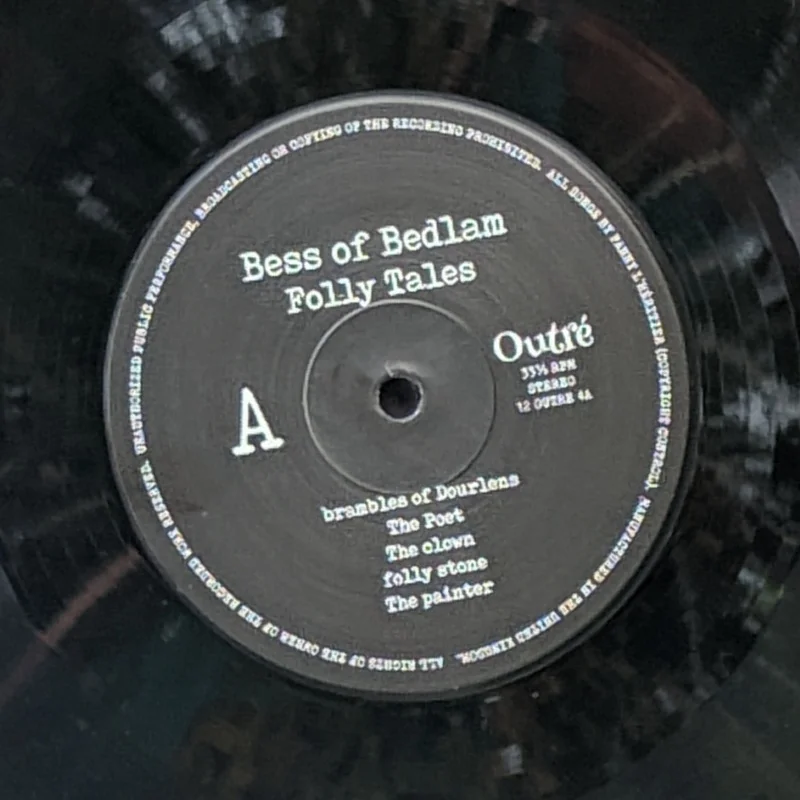 Bess of Bedlam
Folly Tales
Outré
33⅓ RPM
STEREO
12 OUTRE 4A
A
brambles of Dourlens
The Poet
The clown
folly stone
The painter
ALL RIGHTS OF THE OWNER OF THE RECORDED WORK RESERVED. UNAUTHORIZED PUBLIC PERFORMANCE, BROADCASTING OR COPYING OF THE RECORDING PROHIBITED. ALL SONGS BY FANNY L'HÉRITIER (COPYRIGHT CONTROL). MANUFACTURED IN THE UNITED KINGDOM.